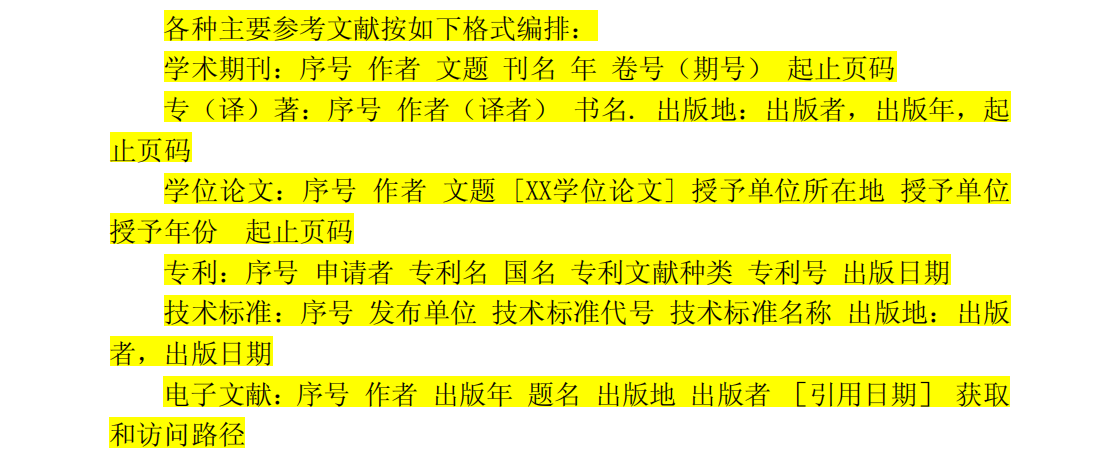 各种主要参考文献按如下格式编排：
学术期刊：序号 作者 文题 刊名 年 卷号（期号） 起止页码
专（译）著：序号 作者（译者） 书名. 出版地：出版者，出版年，起
止页码
学位论文：序号 作者 文题 [XX学位论文] 授予单位所在地 授予单位
授予年份 起止页码
专利：序号 申请者 专利名 国名 专利文献种类 专利号 出版日期
技术标准：序号 发布单位 技术标准代号 技术标准名称 出版地：出版
者，出版日期
电子文献：序号 作者 出版年 题名 出版地 出版者 [引用日期] 获取
和访问路径